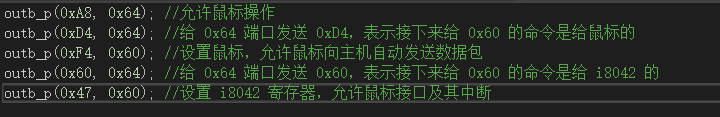 outb_p(0xA8, 0x64); //允许鼠标操作
outb_p(0xD4, 0x64); //给 0x64 端口发送 0xD4, 表示接下来给 0x60 的命令是给鼠标的
outb_p(0xF4, 0x60); //设置鼠标, 允许鼠标向主机自动发送数据包
outb_p(0x60, 0x64); //给 0x64 端口发送 0x60, 表示接下来给 0x60 的命令是给 i8042 的
outb_p(0x47, 0x60); //设置 i8042 寄存器, 允许鼠标接口及其中断